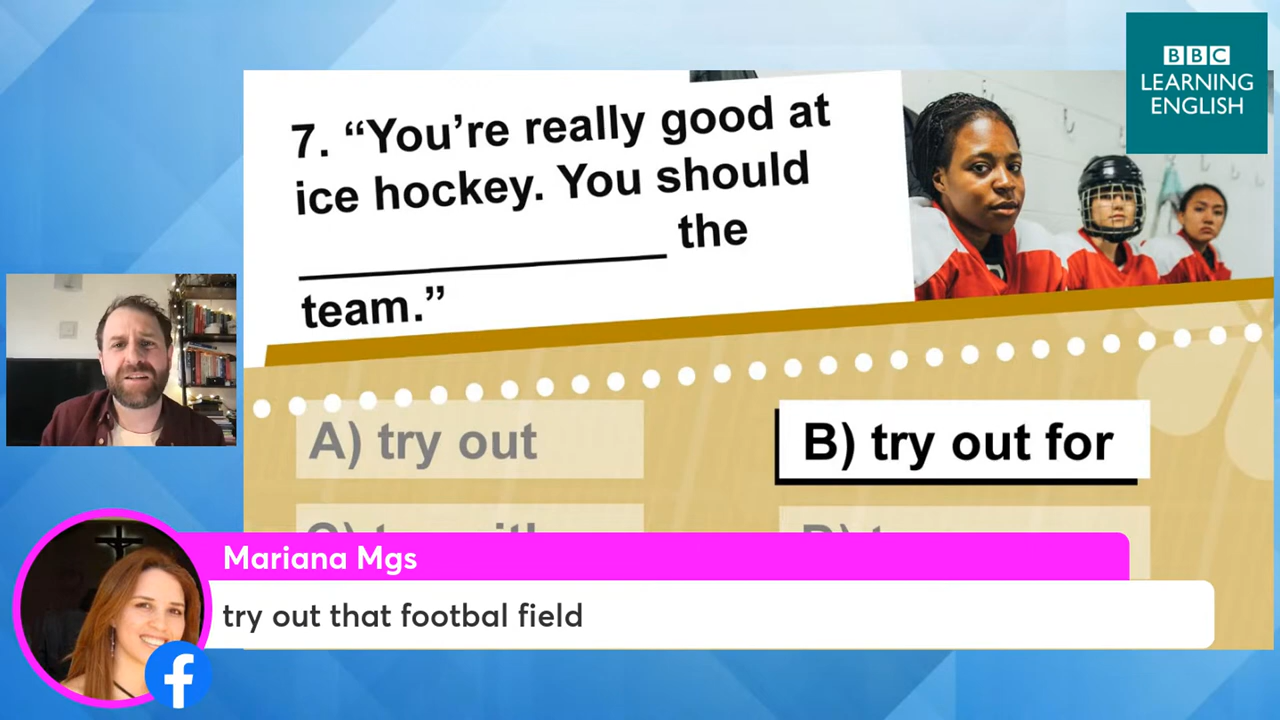 BBC
LEARNING
ENGLISH
7. “You’re really good at
ice hockey. You should
_______________ the
team.”
A) try out
B) try out for
Mariana Mgs
try out that footbal field